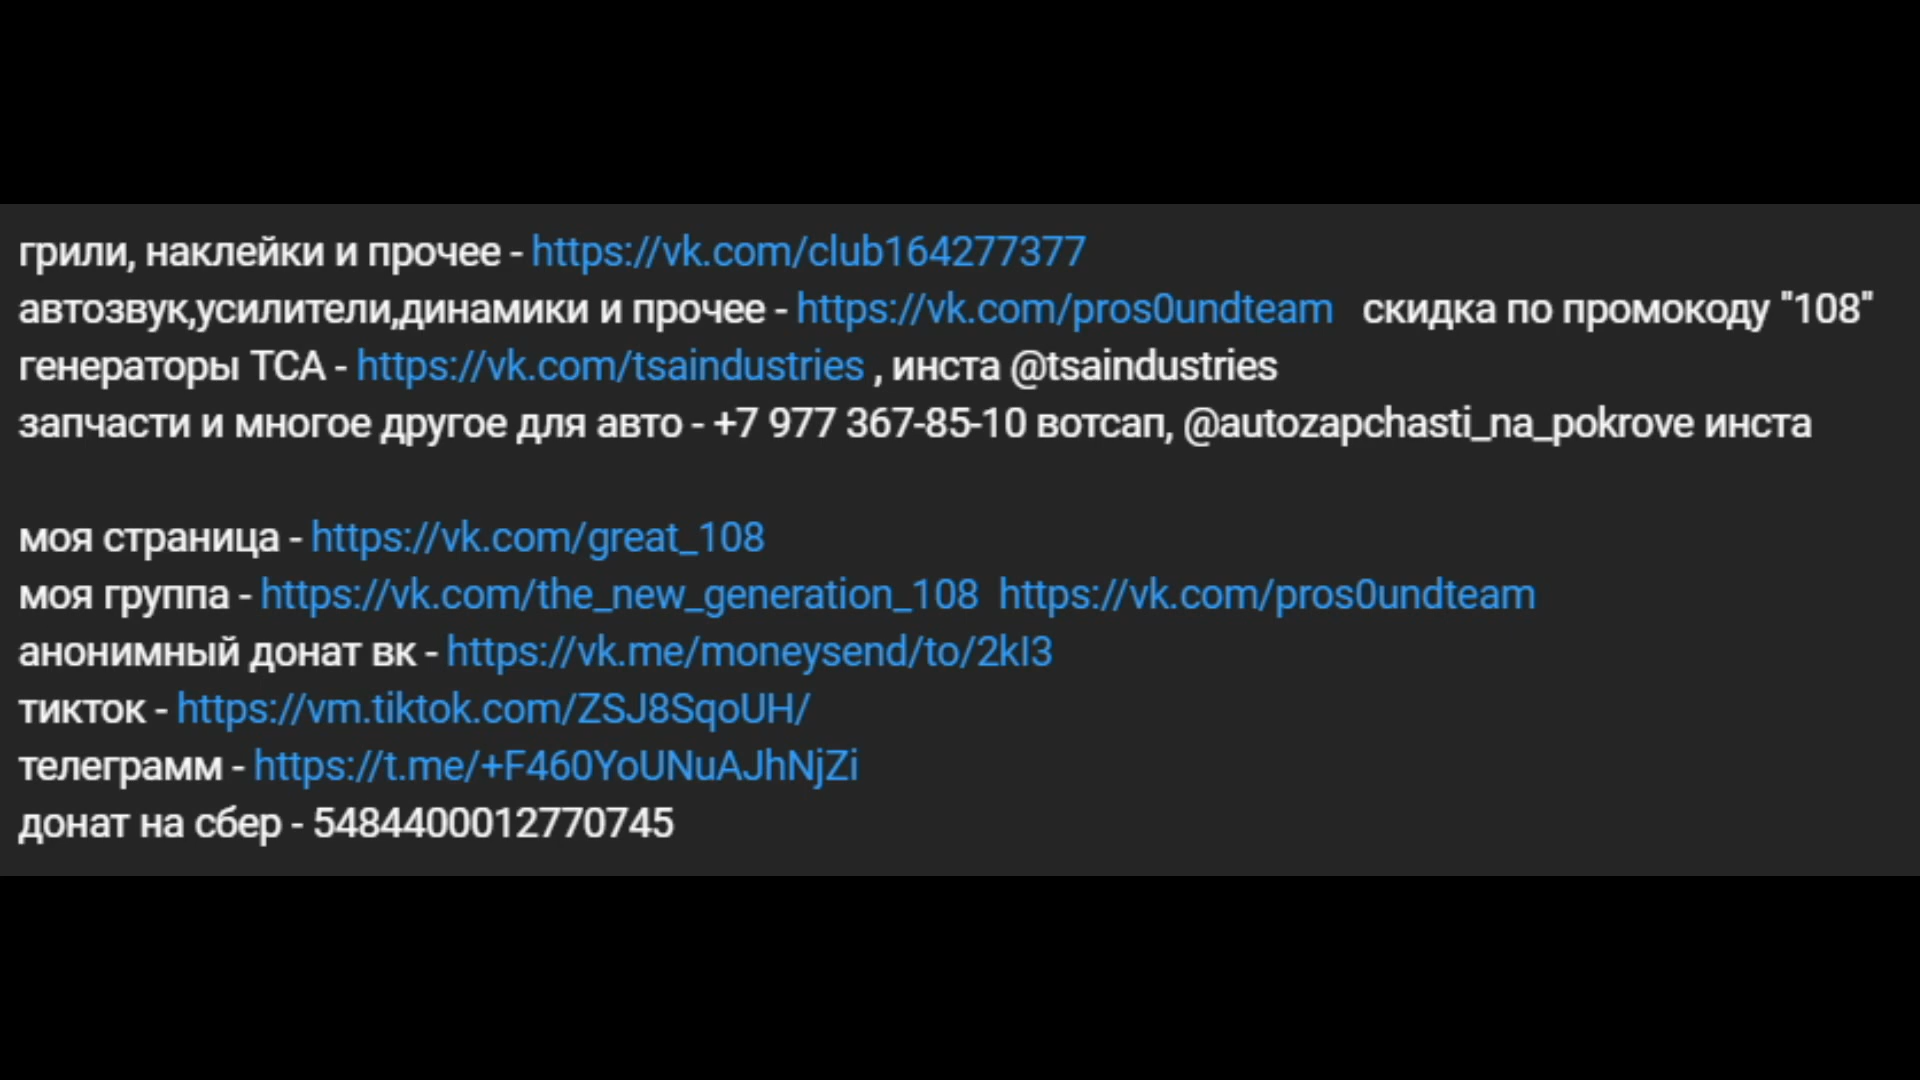 грили, наклейки и прочее - https://vk.com/club164277377
автозвук,усилители,динамики и прочее - https://vk.com/pros0undteam скидка по промокоду "108"
генераторы ТСА - https://vk.com/tsaindustries , инста @tsaindustries
запчасти и многое другое для авто - +7 977 367-85-10 вотсап, @autozapchasti_na_pokrove инста
моя страница - https://vk.com/great_108
моя группа - https://vk.com/the_new_generation_108 https://vk.com/pros0undteam
анонимный донат вк - https://vk.me/moneysend/to/2kI3
тикток - https://vm.tiktok.com/ZSJ8SqoUH/
телеграмм - https://t.me/+F460YoUNuAJhNjZi
донат на сбер - 5484400012770745